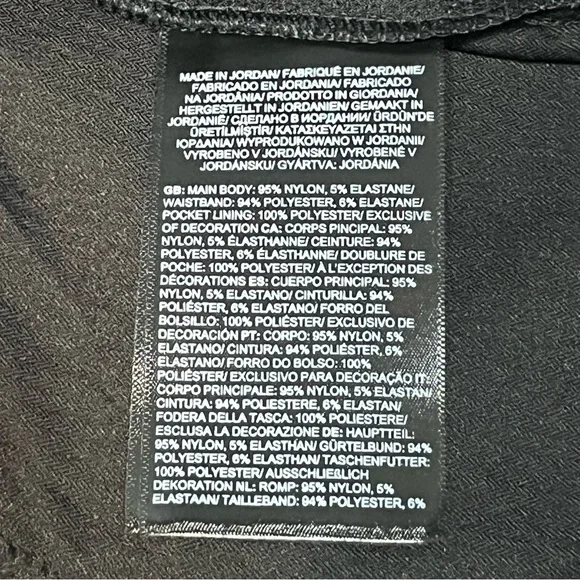 MADE IN JORDAN/ FABRIQUÉ EN JORDANIE/
FABRICADO EN JORDANIA/ FABRICADO
NA JORDÂNIA/ PRODOTTO IN GIORDANIA/
HERGESTELLT IN JORDANIEN/ GEMAAKT IN
JORDANIË/ СДЕЛАНО В ИОРДАНИИ/ ÜRDÜN'DE
ÜRETİLMİŞTİR/ ΚΑΤΑΣΚΕΥΑΖΕΤΑΙ ΣΤΗΝ
ΙΟΡΔΑΝΙΑ/ WYPRODUKOWANO W JORDANII/
VYROBENO V JORDÁNSKU/ VYROBENÉ V
JORDÁNSKU/ GYÁRTVA: JORDÁNIA
GB: MAIN BODY: 95% NYLON, 5% ELASTANE/
WAISTBAND: 94% POLYESTER, 6% ELASTANE/
POCKET LINING: 100% POLYESTER/ EXCLUSIVE
OF DECORATION CA: CORPS PINCIPAL: 95%
NYLON, 5% ÉLASTHANNE/ CEINTURE: 94%
POLYESTER, 6% ÉLASTHANNE/ DOUBLURE DE
POCHE: 100% POLYESTER/ À L'EXCEPTION DES
DÉCORATIONS ES: CUERPO PRINCIPAL: 95%
NYLON, 5% ELASTANO/ CINTURILLA: 94%
POLIÉSTER, 6% ELASTANO/ FORRO DEL
BOLSILLO: 100% POLIÉSTER/ EXCLUSIVO DE
DECORACIÓN PT: CORPO: 95% NYLON, 5%
ELASTANO/ CINTURA: 94% POLIÉSTER, 6%
ELASTANO/ FORRO DO BOLSO: 100%
POLIÉSTER/ EXCLUSIVO PARA DECORAÇÃO IT:
CORPO PRINCIPALE: 95% NYLON, 5% ELASTAN/
CINTURA: 94% POLIESTERE, 6% ELASTAN/
FODERA DELLA TASCA: 100% POLIESTERE/
ESCLUSA LA DECORAZIONE DE: HAUPTTEIL:
95% NYLON, 5% ELASTHAN/ GÜRTELBUND: 94%
POLYESTER, 6% ELASTHAN/ TASCHENFUTTER:
100% POLYESTER/ AUSSCHLIEßLICH
DEKORATION NL: ROMP: 95% NYLON, 5%
ELASTAAN/ TAILLEBAND: 94% POLYESTER, 6%